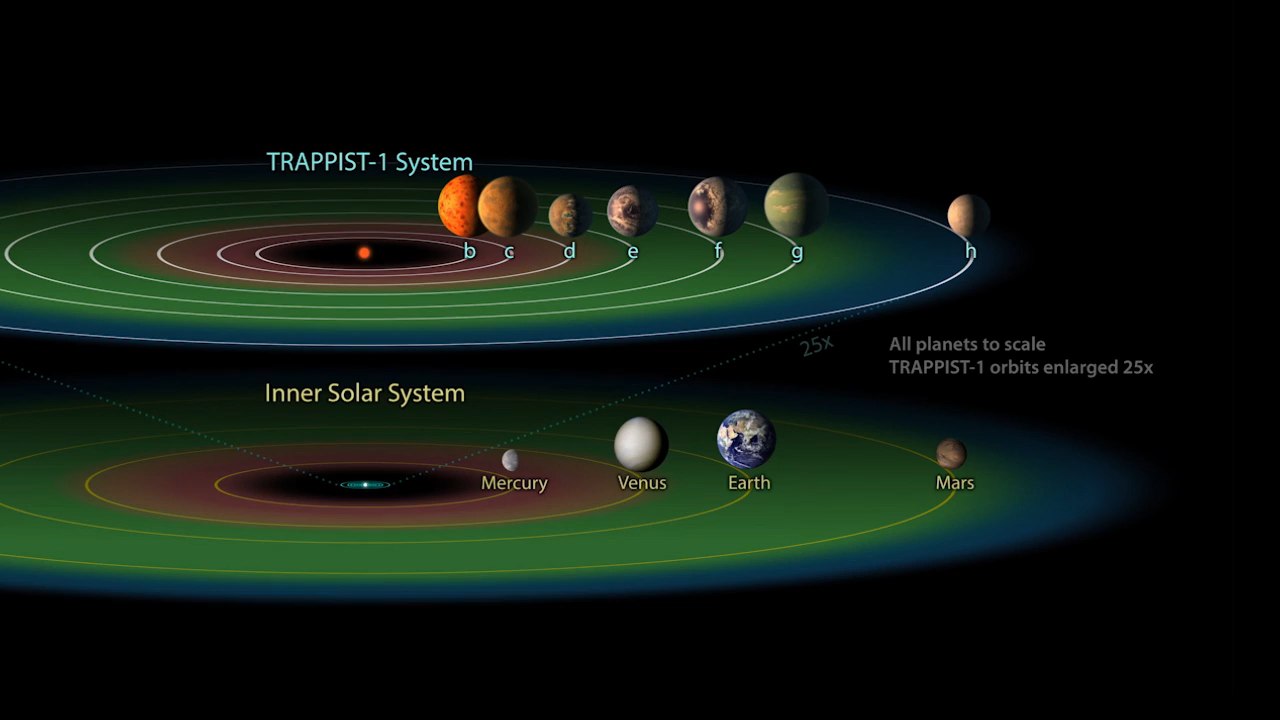 TRAPPIST-1 System
b c d e f g h
25x
All planets to scale
TRAPPIST-1 orbits enlarged 25x
Inner Solar System
Mercury Venus Earth Mars